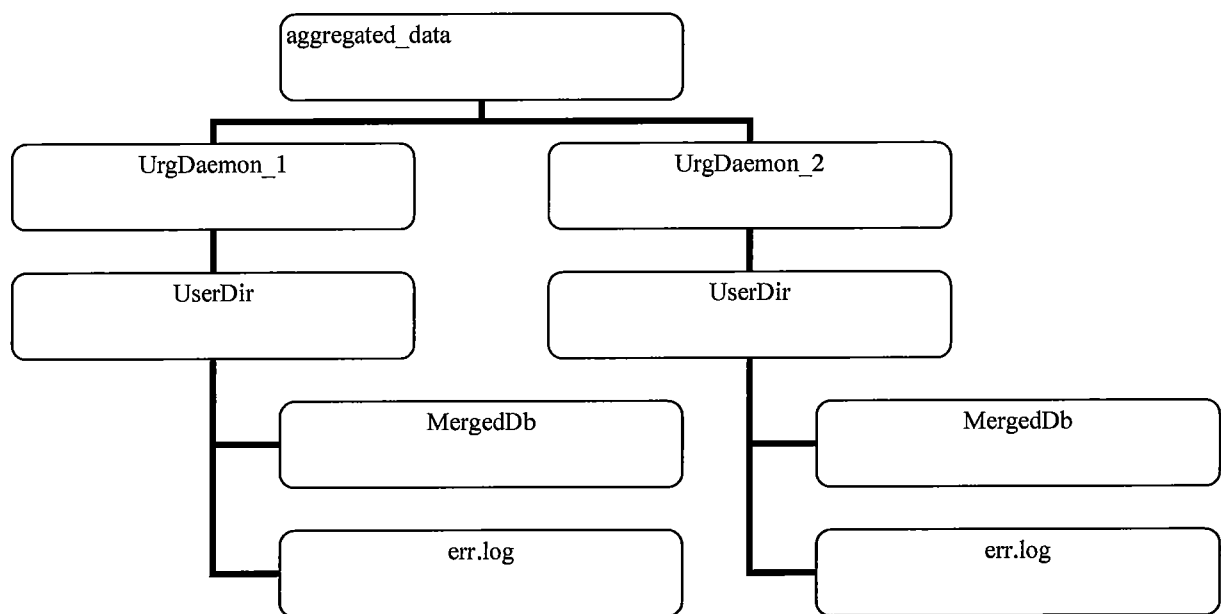 aggregated_data
UrgDaemon_1
UrgDaemon_2
UserDir
UserDir
MergedDb
MergedDb
err.log
err.log